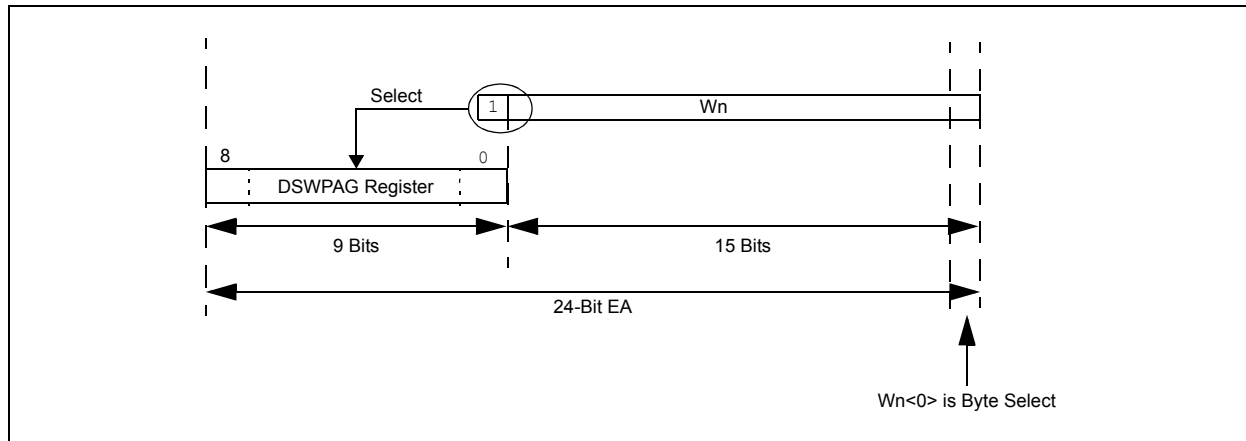 Select
1
Wn
8
0
DSWPAG Register
9 Bits
15 Bits
24-Bit EA
Wn<0> is Byte Select